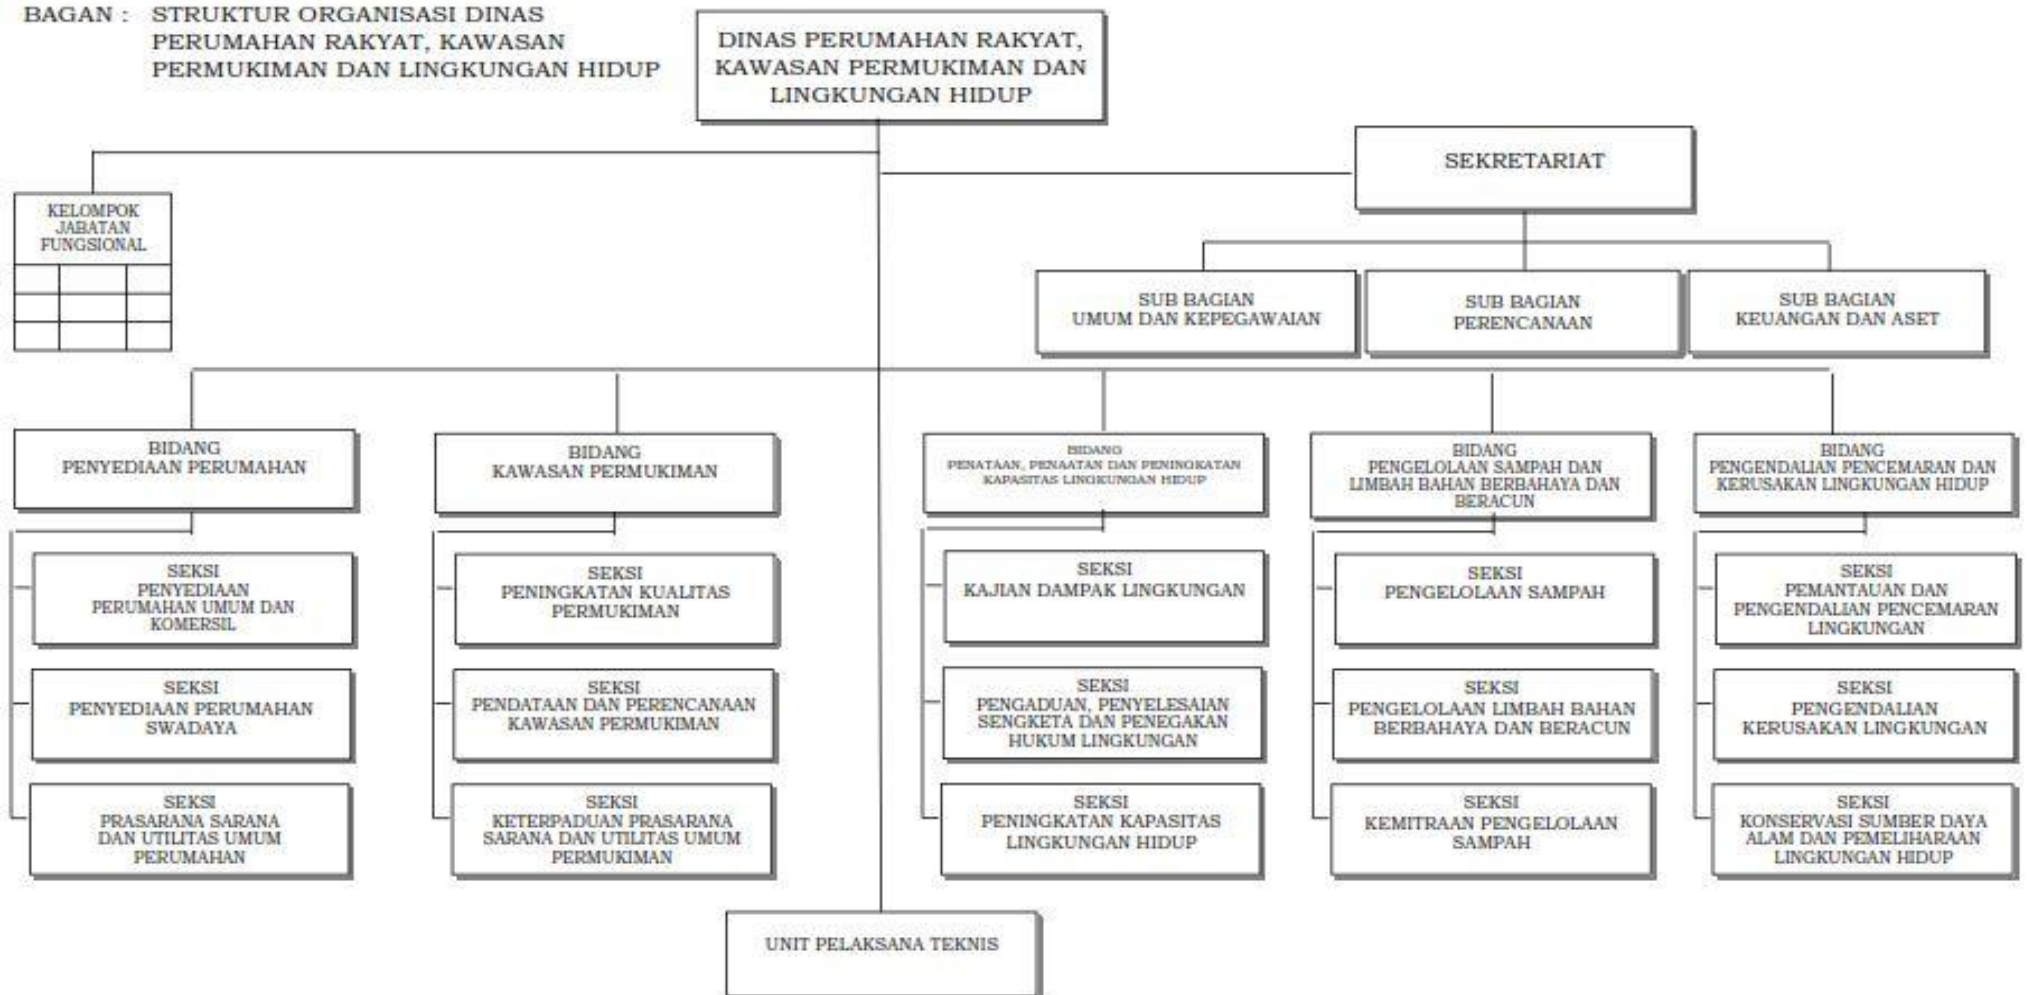 BAGAN : STRUKTUR ORGANISASI DINAS
PERUMAHAN RAKYAT, KAWASAN
PERMUKIMAN DAN LINGKUNGAN HIDUP
DINAS PERUMAHAN RAKYAT,
KAWASAN PERMUKIMAN DAN
LINGKUNGAN HIDUP
SEKRETARIAT
KELOMPOK
JABATAN
FUNGSIONAL
SUB BAGIAN
UMUM DAN KEPEGAWAIAN
SUB BAGIAN
PERENCANAAN
SUB BAGIAN
KEUANGAN DAN ASET
BIDANG
PENYEDIAAN PERUMAHAN
BIDANG
KAWASAN PERMUKIMAN
BIDANG
PENATAAN, PENAATAN DAN PENINGKATAN
KAPASITAS LINGKUNGAN HIDUP
BIDANG
PENGELOLAAN SAMPAH DAN
LIMBAH BAHAN BERBAHAYA DAN
BERACUN
BIDANG
PENGENDALIAN PENCEMARAN DAN
KERUSAKAN LINGKUNGAN HIDUP
SEKSI
PENYEDIAAN
PERUMAHAN UMUM DAN
KOMERSIL
SEKSI
PENINGKATAN KUALITAS
PERMUKIMAN
SEKSI
KAJIAN DAMPAK LINGKUNGAN
SEKSI
PENGELOLAAN SAMPAH
SEKSI
PEMANTAUAN DAN
PENGENDALIAN PENCEMARAN
LINGKUNGAN
SEKSI
PENYEDIAAN PERUMAHAN
SWADAYA
SEKSI
PENDATAAN DAN PERENCANAAN
KAWASAN PERMUKIMAN
SEKSI
PENGADUAN, PENYELESAIAN
SENGKETA DAN PENEGAKAN
HUKUM LINGKUNGAN
SEKSI
PENGELOLAAN LIMBAH BAHAN
BERBAHAYA DAN BERACUN
SEKSI
PENGENDALIAN
KERUSAKAN LINGKUNGAN
SEKSI
PRASARANA SARANA
DAN UTILITAS UMUM
PERUMAHAN
SEKSI
KETERPADUAN PRASARANA
SARANA DAN UTILITAS UMUM
PERMUKIMAN
SEKSI
PENINGKATAN KAPASITAS
LINGKUNGAN HIDUP
SEKSI
KEMITRAAN PENGELOLAAN
SAMPAH
SEKSI
KONSERVASI SUMBER DAYA
ALAM DAN PEMELIHARAAN
LINGKUNGAN HIDUP
UNIT PELAKSANA TEKNIS